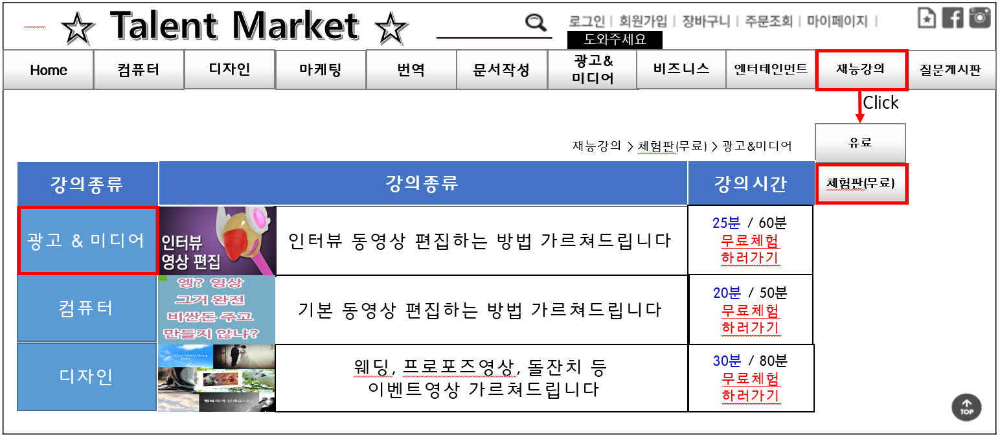 ☆ Talent Market ☆
로그인 | 회원가입 | 장바구니 | 주문조회 | 마이페이지 |
도와주세요
Home
컴퓨터
디자인
마케팅
번역
문서작성
광고&
미디어
비즈니스
엔터테인먼트
재능강의
질문게시판
Click
유료
체험판(무료)
재능강의 > 체험판(무료) > 광고&미디어
강의종류
강의종류
강의시간
광고 & 미디어
인터뷰
영상 편집
인터뷰 동영상 편집하는 방법 가르쳐드립니다
25분 / 60분
무료체험
하러가기
컴퓨터
엥? 영상
그거 완전
비싼돈 주고
만들지 않냐?
기본 동영상 편집하는 방법 가르쳐드립니다
20분 / 50분
무료체험
하러가기
디자인
Our Wedding
Day
행복하게 살겠습니다
웨딩, 프로포즈영상, 돌잔치 등
이벤트영상 가르쳐드립니다
30분 / 80분
무료체험
하러가기
TOP